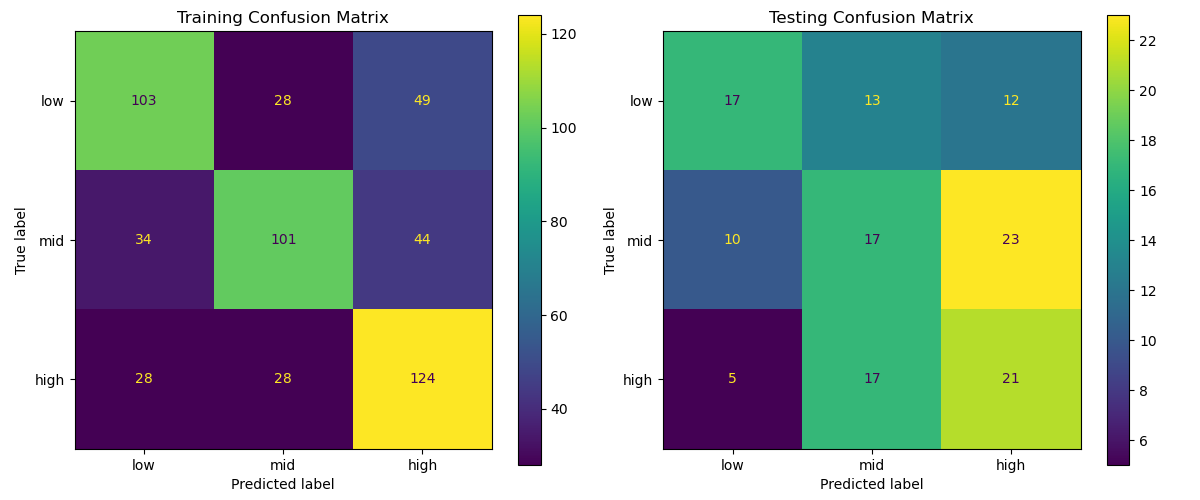 Training Confusion Matrix
low 103 28 49
mid 34 101 44
high 28 28 124
low mid high
Predicted label
True label
120
100
80
60
40
Testing Confusion Matrix
low 17 13 12
mid 10 17 23
high 5 17 21
low mid high
Predicted label
True label
22
20
18
16
14
12
10
8
6